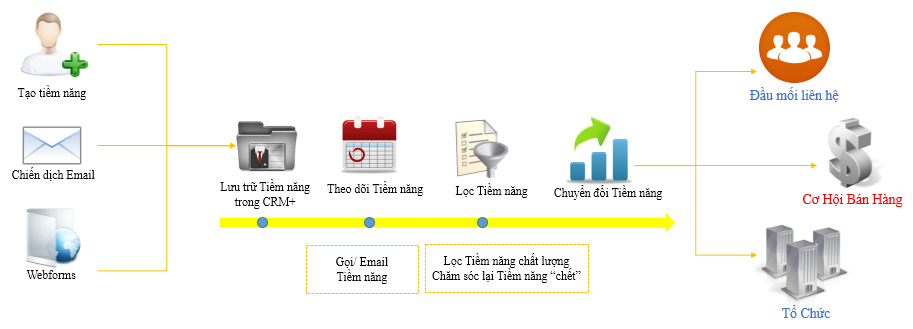 Tạo tiềm năng
Chiến dịch Email
Webforms
Lưu trữ Tiềm năng
trong CRM+
Theo dõi Tiềm năng
Lọc Tiềm năng
Chuyển đổi Tiềm năng
Gọi/ Email
Tiềm năng
Lọc Tiềm năng chất lượng
Chăm sóc lại Tiềm năng “chết”
Đầu mối liên hệ
Cơ Hội Bán Hàng
Tổ Chức